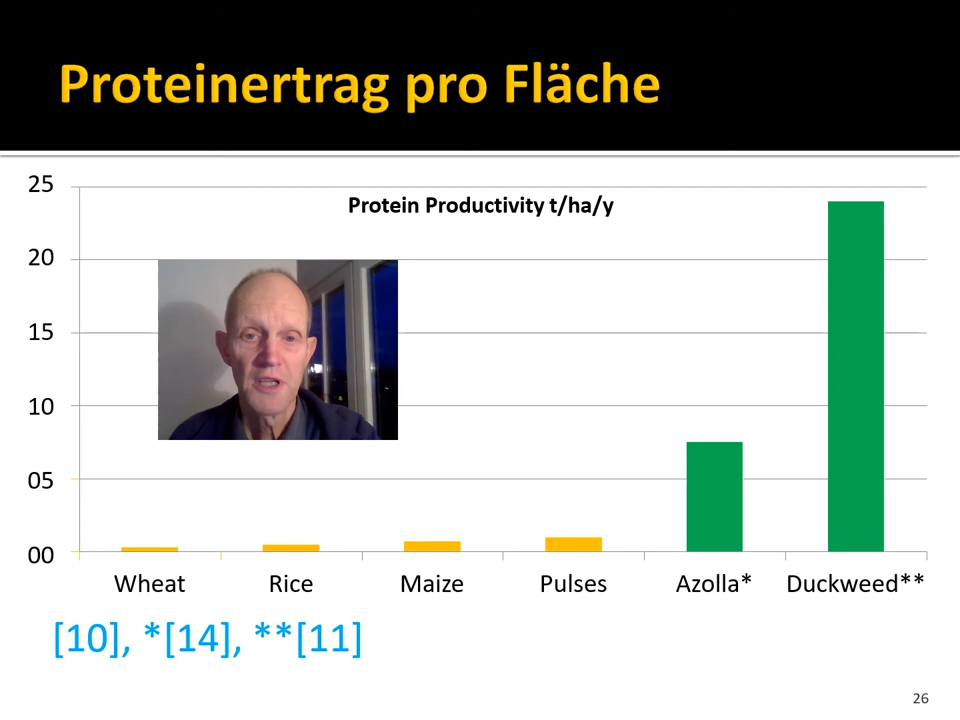 Proteinertrag pro Fläche
Protein Productivity t/ha/y
25
20
15
10
05
00
Wheat Rice Maize Pulses Azolla* Duckweed**
[10], *[14], **[11]
26